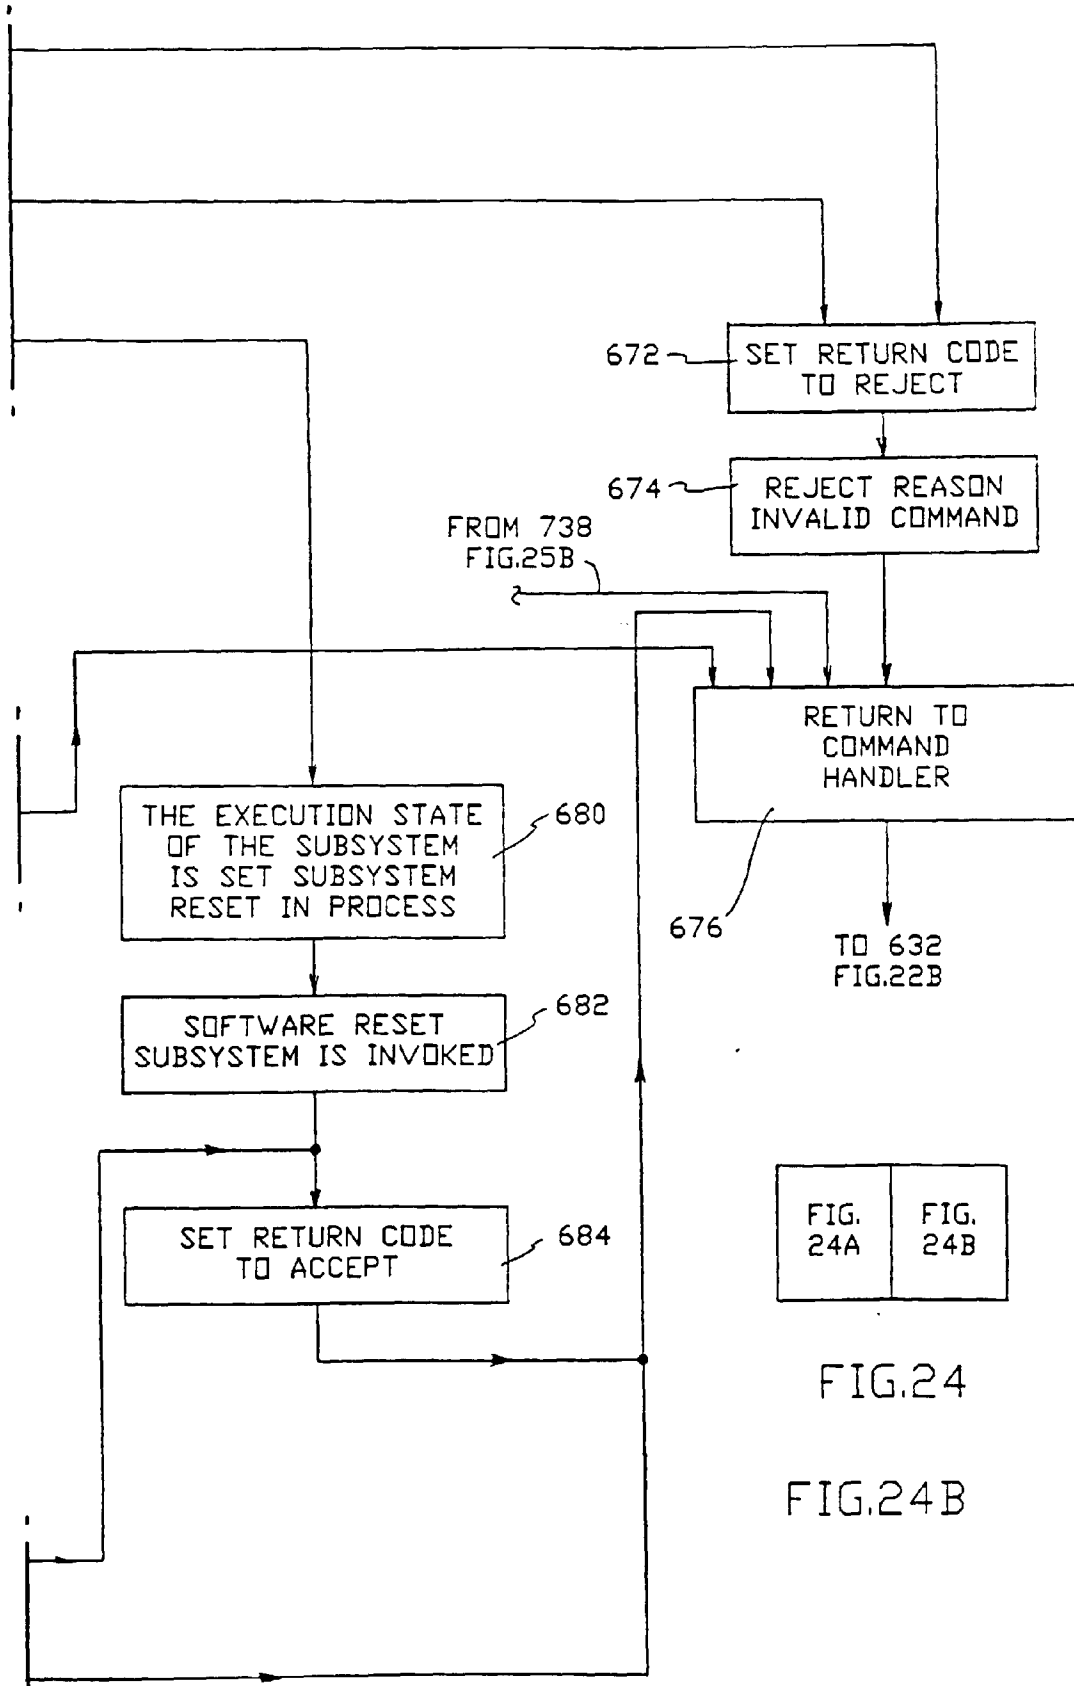 672
SET RETURN CODE
TO REJECT
674
REJECT REASON
INVALID COMMAND
FROM 738
FIG.25B
RETURN TO
COMMAND
HANDLER
676
TO 632
FIG.22B
THE EXECUTION STATE
OF THE SUBSYSTEM
IS SET SUBSYSTEM
RESET IN PROCESS
680
SOFTWARE RESET
SUBSYSTEM IS INVOKED
682
SET RETURN CODE
TO ACCEPT
684
FIG.
24A
FIG.
24B
FIG.24
FIG.24B